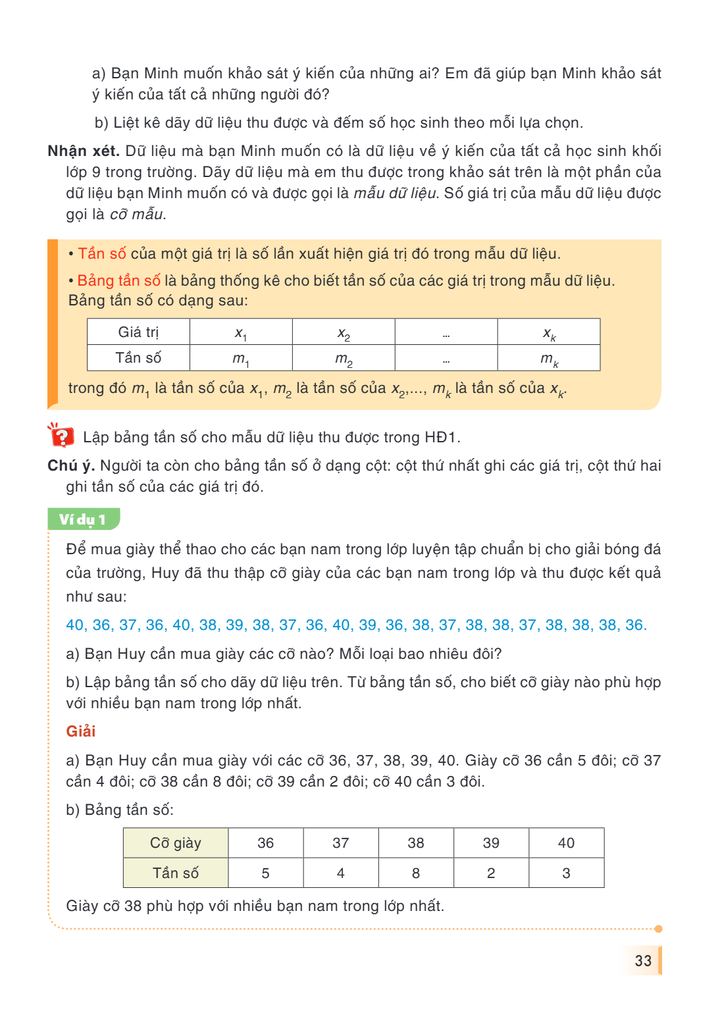 a) Bạn Minh muốn khảo sát ý kiến của những ai? Em đã giúp bạn Minh khảo sát
ý kiến của tất cả những người đó?
b) Liệt kê dãy dữ liệu thu được và đếm số học sinh theo mỗi lựa chọn.
Nhận xét. Dữ liệu mà bạn Minh muốn có là dữ liệu về ý kiến của tất cả học sinh khối
lớp 9 trong trường. Dãy dữ liệu mà em thu được trong khảo sát trên là một phần của
dữ liệu bạn Minh muốn có và được gọi là mẫu dữ liệu. Số giá trị của mẫu dữ liệu được
gọi là cỡ mẫu.
• Tần số của một giá trị là số lần xuất hiện giá trị đó trong mẫu dữ liệu.
• Bảng tần số là bảng thống kê cho biết tần số của các giá trị trong mẫu dữ liệu.
Bảng tần số có dạng sau:
Giá trị x₁ x₂ ... xₖ
Tần số m₁ m₂ ... mₖ
trong đó m₁ là tần số của x₁, m₂ là tần số của x₂,..., mₖ là tần số của xₖ.
? Lập bảng tần số cho mẫu dữ liệu thu được trong HĐ1.
Chú ý. Người ta còn cho bảng tần số ở dạng cột: cột thứ nhất ghi các giá trị, cột thứ hai
ghi tần số của các giá trị đó.
Ví dụ 1
Để mua giày thể thao cho các bạn nam trong lớp luyện tập chuẩn bị cho giải bóng đá
của trường, Huy đã thu thập cỡ giày của các bạn nam trong lớp và thu được kết quả
như sau:
40, 36, 37, 36, 40, 38, 39, 38, 37, 36, 40, 39, 36, 38, 37, 38, 38, 37, 38, 38, 38, 36.
a) Bạn Huy cần mua giày các cỡ nào? Mỗi loại bao nhiêu đôi?
b) Lập bảng tần số cho dãy dữ liệu trên. Từ bảng tần số, cho biết cỡ giày nào phù hợp
với nhiều bạn nam trong lớp nhất.
Giải
a) Bạn Huy cần mua giày với các cỡ 36, 37, 38, 39, 40. Giày cỡ 36 cần 5 đôi; cỡ 37
cần 4 đôi; cỡ 38 cần 8 đôi; cỡ 39 cần 2 đôi; cỡ 40 cần 3 đôi.
b) Bảng tần số:
Cỡ giày 36 37 38 39 40
Tần số 5 4 8 2 3
Giày cỡ 38 phù hợp với nhiều bạn nam trong lớp nhất.
33